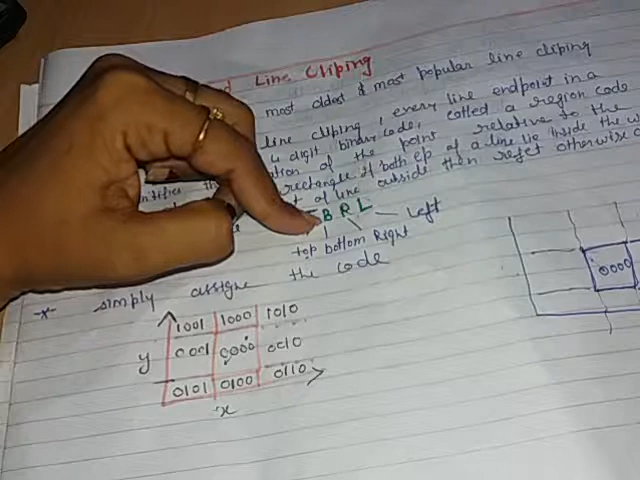 d Line Cliping
most oldest & most popular line cliping
line cliping, every line endpoint in a
4 digit binary code, called a region code
ation of the point relative to the
rectangle if both ep of a line lie inside the
of line outside then reject otherwise
B R L
Left
top bottom Right
-*- simply assigne the code
1001 1000 1010
y 0001 0000 0010
0101 0100 0110
x
0000